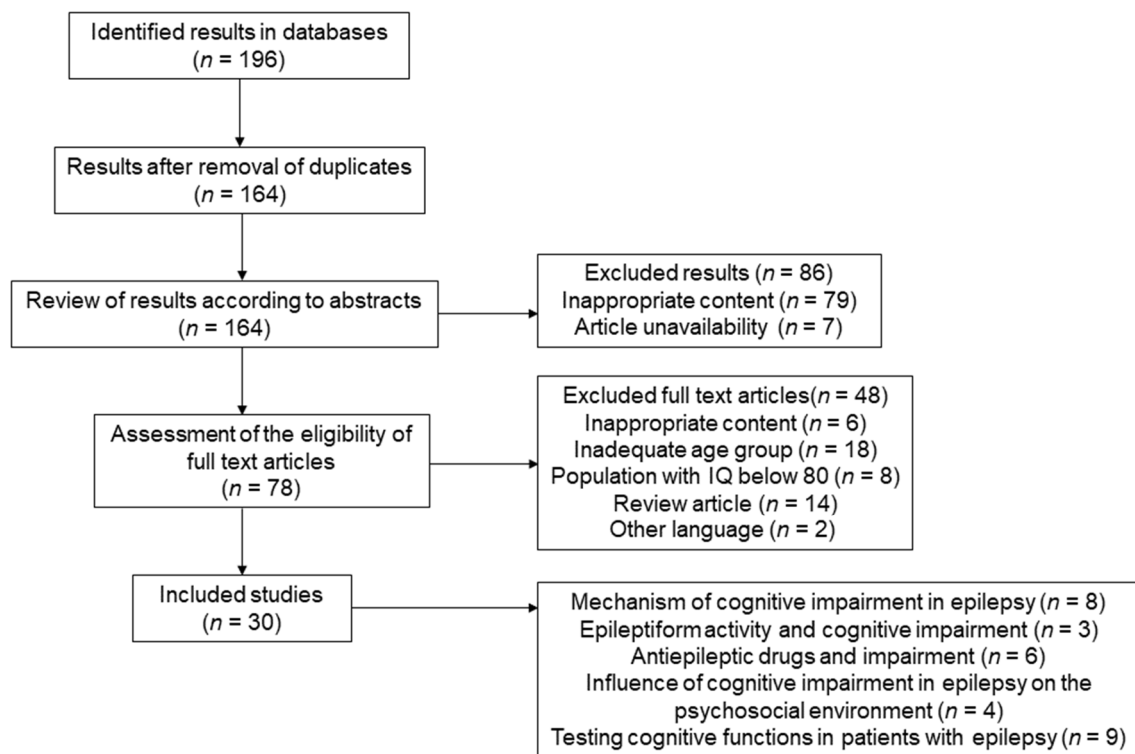 Identified results in databases
(n = 196)
Results after removal of duplicates
(n = 164)
Review of results according to abstracts
(n = 164)
Excluded results (n = 86)
Inappropriate content (n = 79)
Article unavailability (n = 7)
Assessment of the eligibility of
full text articles
(n = 78)
Excluded full text articles(n = 48)
Inappropriate content (n = 6)
Inadequate age group (n = 18)
Population with IQ below 80 (n = 8)
Review article (n = 14)
Other language (n = 2)
Included studies
(n = 30)
Mechanism of cognitive impairment in epilepsy (n = 8)
Epileptiform activity and cognitive impairment (n = 3)
Antiepileptic drugs and impairment (n = 6)
Influence of cognitive impairment in epilepsy on the
psychosocial environment (n = 4)
Testing cognitive functions in patients with epilepsy (n = 9)